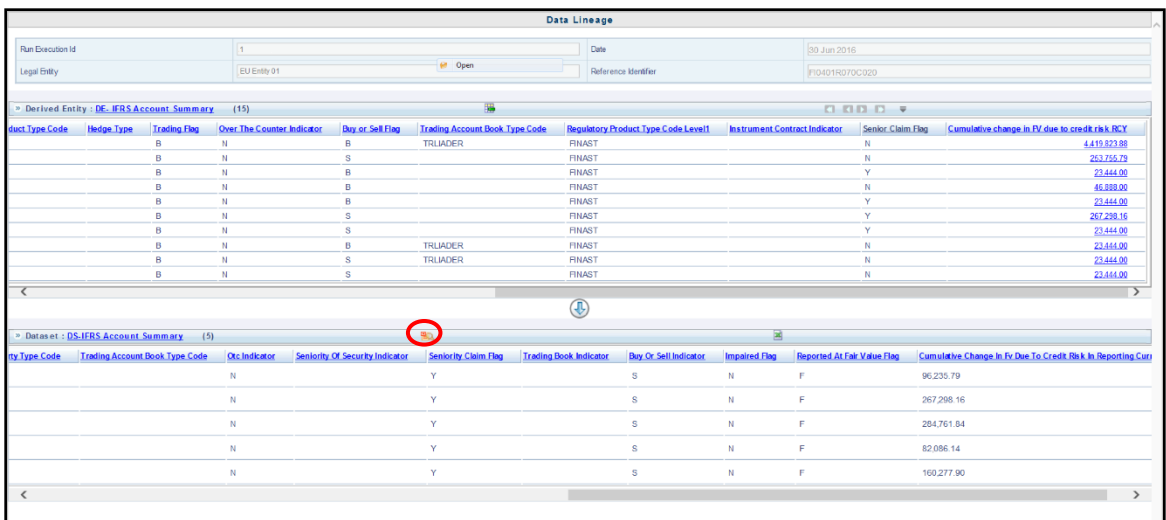 Data Lineage
Run Execution Id 1 Date 30 Jun 2016
Legal Entity EU Entity 01 Open Reference Identifier FI0401R070C020
» Derived Entity : DE- IFRS Account Summary (15)
duct Type Code Hedge Type Trading Flag Over The Counter Indicator Buy or Sell Flag Trading Account Book Type Code Regulatory Product Type Code Level1 Instrument Contract Indicator Senior Claim Flag Cumulative change in FV due to credit risk RCY
B N B TRLIADER FINAST N 4,419,823.88
B N S FINAST N 253,755.79
B N B FINAST Y 23,444.00
B N B FINAST N 46,888.00
B N B FINAST Y 23,444.00
B N S FINAST Y 267,298.16
B N S FINAST Y 23,444.00
B N B TRLIADER FINAST N 23,444.00
B N S TRLIADER FINAST N 23,444.00
B N S FINAST N 23,444.00
» Dataset : DS-IFRS Account Summary (5)
rty Type Code Trading Account Book Type Code Otc Indicator Seniority Of Security Indicator Seniority Claim Flag Trading Book Indicator Buy Or Sell Indicator Impaired Flag Reported At Fair Value Flag Cumulative Change In Fv Due To Credit Risk In Reporting Curr
N Y S N F 96,235.79
N Y S N F 267,298.16
N Y S N F 284,761.84
N Y S N F 82,086.14
N Y S N F 160,277.90